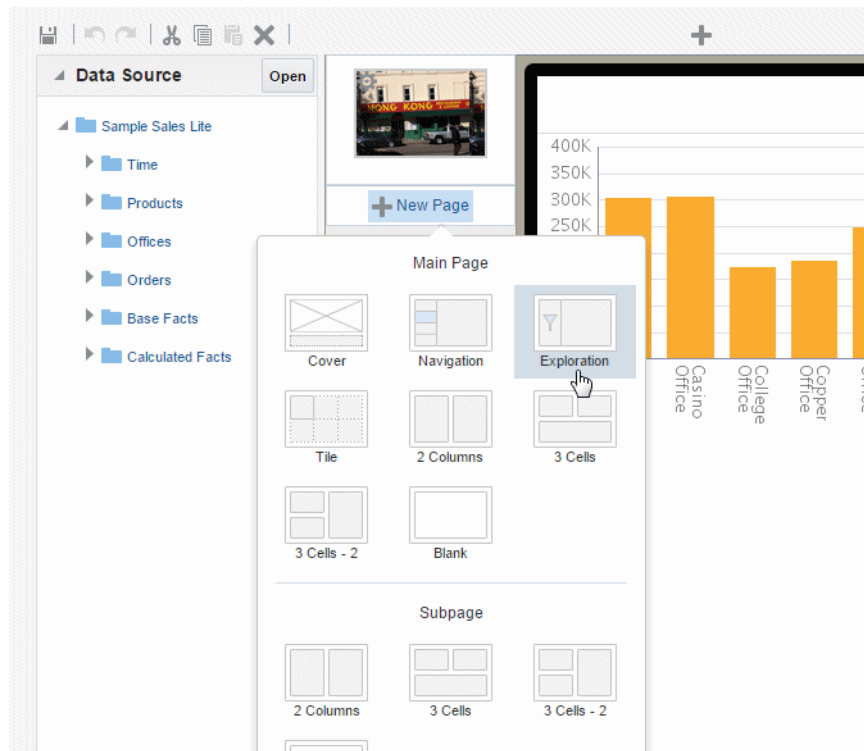 Data Source
Open
Sample Sales Lite
Time
Products
Offices
Orders
Base Facts
Calculated Facts
HONG KONG
New Page
Main Page
Cover
Navigation
Exploration
Tile
2 Columns
3 Cells
3 Cells - 2
Blank
Subpage
2 Columns
3 Cells
3 Cells - 2
400K
350K
300K
250K
Casino Office
College Office
Copper Office